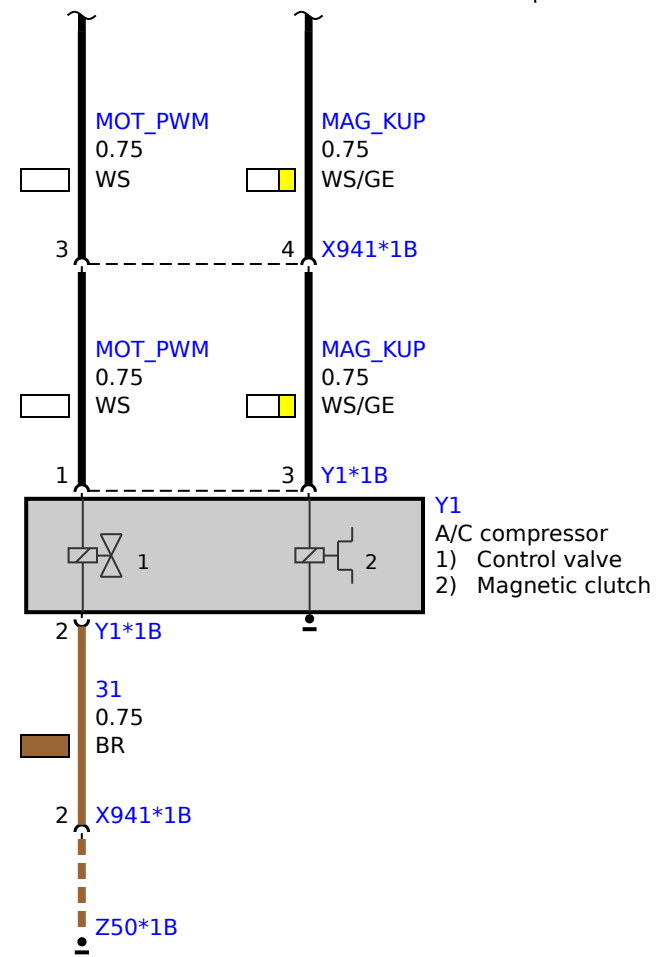 MOT_PWM
0.75
WS
MAG_KUP
0.75
WS/GE
3
4 X941*1B
MOT_PWM
0.75
WS
MAG_KUP
0.75
WS/GE
1
3 Y1*1B
Y1
A/C compressor
1) Control valve
2) Magnetic clutch
1
2
2 Y1*1B
31
0.75
BR
2 X941*1B
Z50*1B